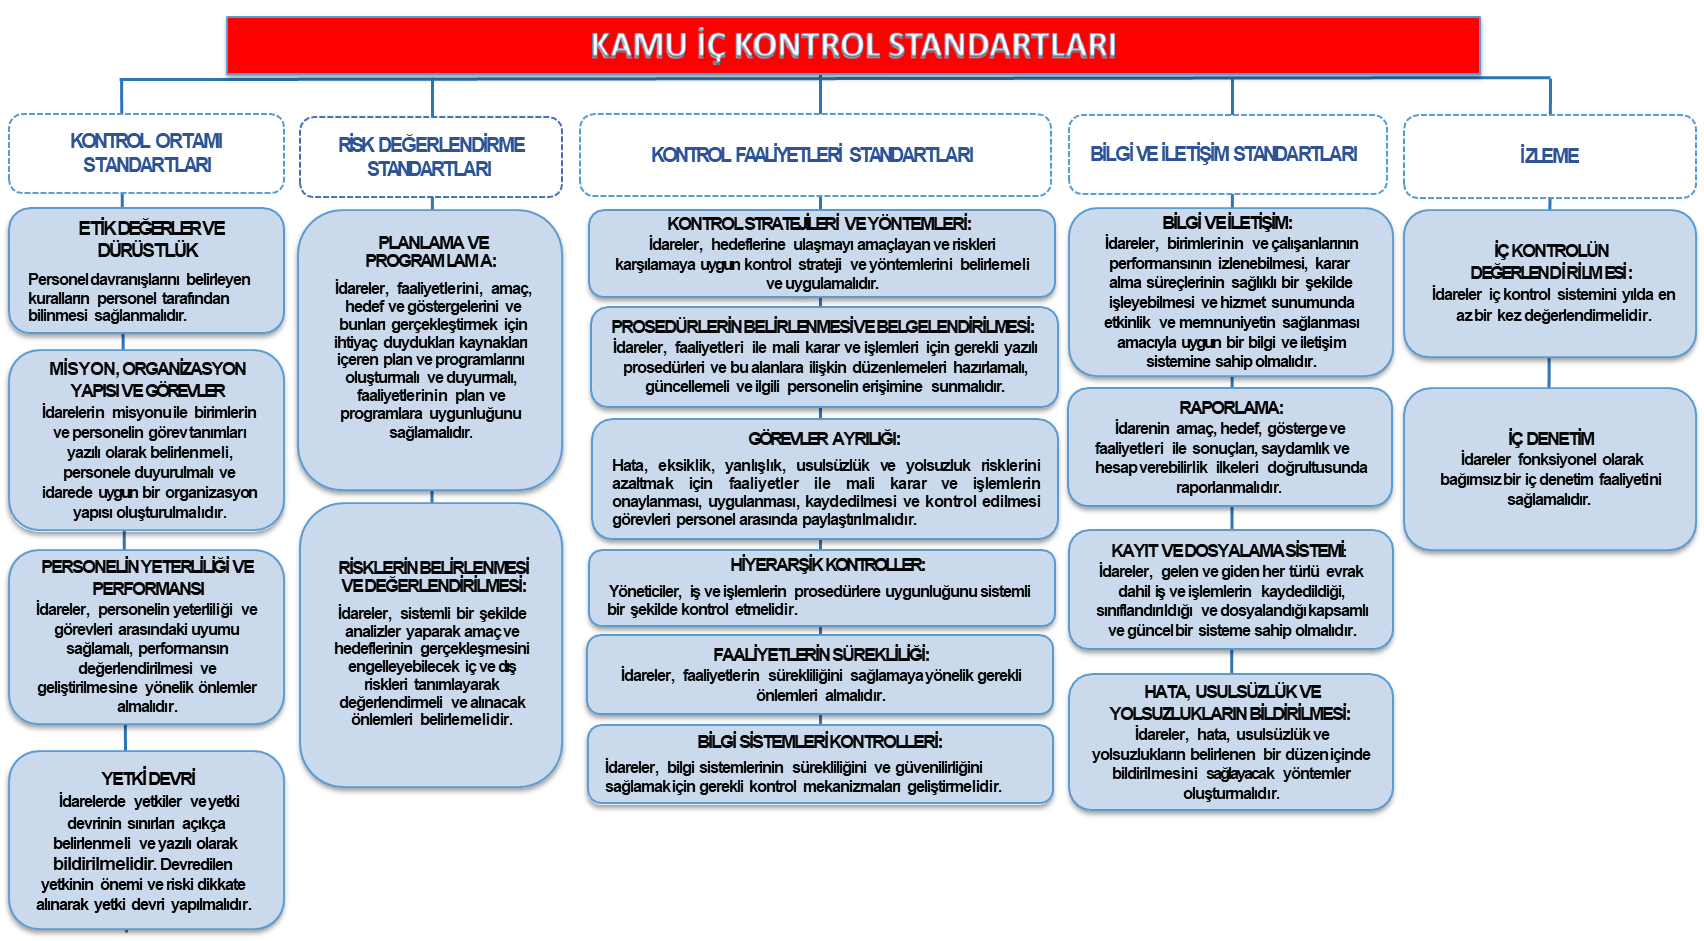 KAMU İÇ KONTROL STANDARTLARI
KONTROL ORTAMI
STANDARTLARI
ETİK DEĞERLER VE
DÜRÜSTLÜK
Personel davranışlarını belirleyen
kuralların personel tarafından
bilinmesi sağlanmalıdır.
MİSYON, ORGANİZASYON
YAPISI VE GÖREVLER
İdarelerin misyonu ile birimlerin
ve personelin görev tanımları
yazılı olarak belirlenmeli,
personele duyurulmalı ve
idarede uygun bir organizasyon
yapısı oluşturulmalıdır.
PERSONELİN YETERLİLİĞİ VE
PERFORMANSI
İdareler, personelin yeterliliği ve
görevleri arasındaki uyumu
sağlamalı, performansın
değerlendirilmesi ve
geliştirilmesine yönelik önlemler
almalıdır.
YETKİ DEVRİ
İdarelerde yetkiler ve yetki
devrinin sınırları açıkça
belirlenmeli ve yazılı olarak
bildirilmelidir. Devredilen
yetkinin önemi ve riski dikkate
alınarak yetki devri yapılmalıdır.
RİSK DEĞERLENDİRME
STANDARTLARI
PLANLAMA VE
PROGRAMLAMA:
İdareler, faaliyetlerini, amaç,
hedef ve göstergelerini ve
bunları gerçekleştirmek için
ihtiyaç duydukları kaynakları
içeren plan ve programlarını
oluşturmalı ve duyurmalı,
faaliyetlerinin plan ve
programlara uygunluğunu
sağlamalıdır.
RİSKLERİN BELİRLENMESİ
VE DEĞERLENDİRİLMESİ:
İdareler, sistemli bir şekilde
analizler yaparak amaç ve
hedeflerinin gerçekleşmesini
engelleyebilecek iç ve dış
riskleri tanımlayarak
değerlendirmeli ve alınacak
önlemleri belirlemelidir.
KONTROL FAALİYETLERİ STANDARTLARI
KONTROL STRATEJİLERİ VE YÖNTEMLERİ:
İdareler, hedeflerine ulaşmayı amaçlayan ve riskleri
karşılamaya uygun kontrol strateji ve yöntemlerini belirlemeli
ve uygulamalıdır.
PROSEDÜRLERİN BELİRLENMESİ VE BELGELENDİRİLMESİ:
İdareler, faaliyetleri ile mali karar ve işlemleri için gerekli yazılı
prosedürleri ve bu alanlara ilişkin düzenlemeleri hazırlamalı,
güncellemeli ve ilgili personelin erişimine sunmalıdır.
GÖREVLER AYRILIĞI:
Hata, eksiklik, yanlışlık, usulsüzlük ve yolsuzluk risklerini
azaltmak için faaliyetler ile mali karar ve işlemlerin
onaylanması, uygulanması, kaydedilmesi ve kontrol edilmesi
görevleri personel arasında paylaştırılmalıdır.
HİYERARŞİK KONTROLLER:
Yöneticiler, iş ve işlemlerin prosedürlere uygunluğunu sistemli
bir şekilde kontrol etmelidir.
FAALİYETLERİN SÜREKLİLİĞİ:
İdareler, faaliyetlerin sürekliliğini sağlamaya yönelik gerekli
önlemleri almalıdır.
BİLGİ SİSTEMLERİ KONTROLLERİ:
İdareler, bilgi sistemlerinin sürekliliğini ve güvenilirliğini
sağlamak için gerekli kontrol mekanizmaları geliştirmelidir.
BİLGİ VE İLETİŞİM STANDARTLARI
BİLGİ VE İLETİŞİM:
İdareler, birimlerinin ve çalışanlarının
performansının izlenebilmesi, karar
alma süreçlerinin sağlıklı bir şekilde
işleyebilmesi ve hizmet sunumunda
etkinlik ve memnuniyetin sağlanması
amacıyla uygun bir bilgi ve iletişim
sistemine sahip olmalıdır.
RAPORLAMA:
İdarenin amaç, hedef, gösterge ve
faaliyetleri ile sonuçları, saydamlık ve
hesap verebilirlik ilkeleri doğrultusunda
raporlanmalıdır.
KAYIT VE DOSYALAMA SİSTEMİ:
İdareler, gelen ve giden her türlü evrak
dahil iş ve işlemlerin kaydedildiği,
sınıflandırıldığı ve dosyalandığı kapsamlı
ve güncel bir sisteme sahip olmalıdır.
HATA, USULSÜZLÜK VE
YOLSUZLUKLARIN BİLDİRİLMESİ:
İdareler, hata, usulsüzlük ve
yolsuzlukların belirlenen bir düzen içinde
bildirilmesini sağlayacak yöntemler
oluşturmalıdır.
İZLEME
İÇ KONTROLÜN
DEĞERLENDİRİLMESİ:
İdareler iç kontrol sistemini yılda en
az bir kez değerlendirmelidir.
İÇ DENETİM
İdareler fonksiyonel olarak
bağımsız bir iç denetim faaliyetini
sağlamalıdır.